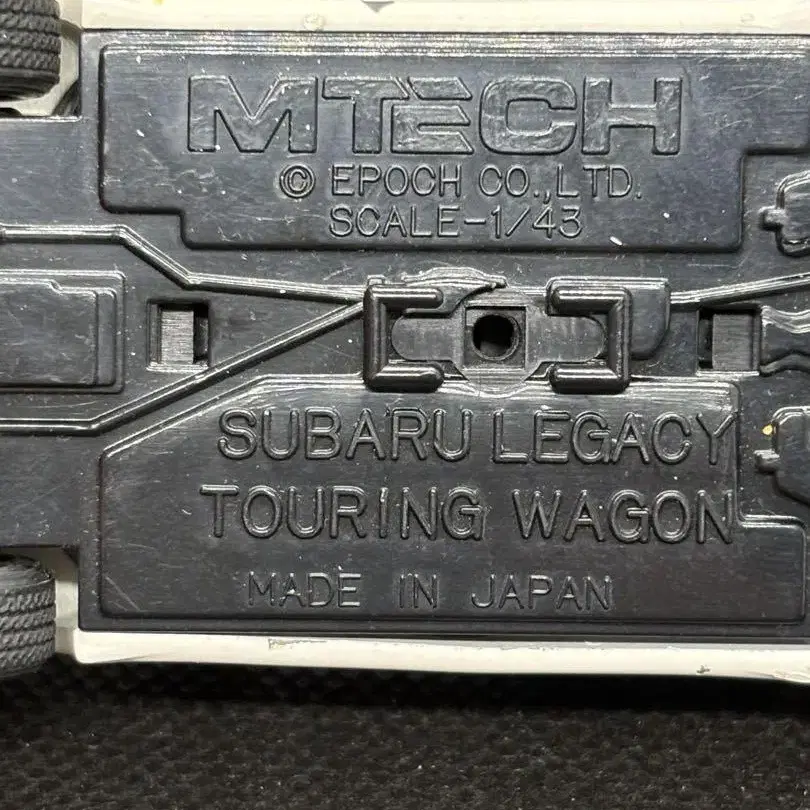 MTECH
© EPOCH CO.,LTD.
SCALE-1/43
SUBARU LEGACY
TOURING WAGON
MADE IN JAPAN